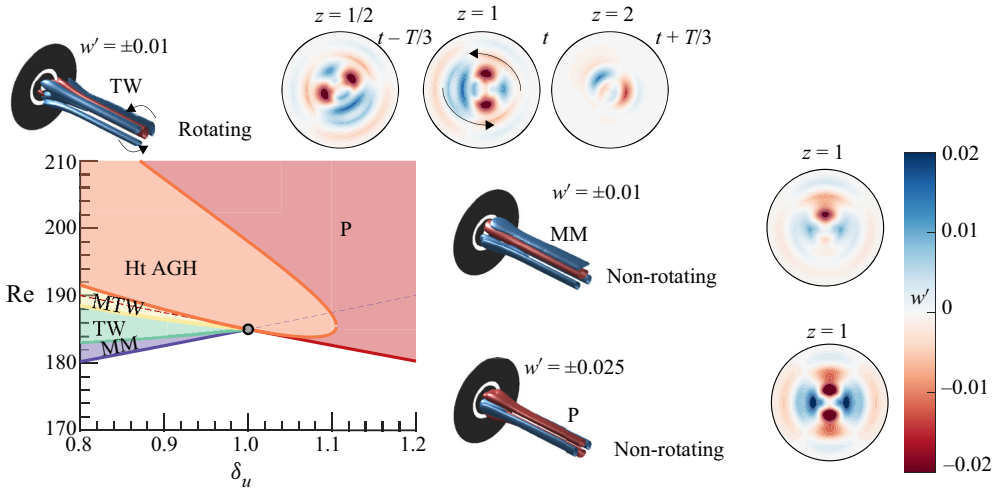 z = 1/2
z = 1
z = 2
t – T/3
t
t + T/3
w′ = ±0.01
TW
Rotating
210
200
190
180
170
Re
0.8
0.9
1.0
1.1
1.2
δu
P
Ht AGH
MTW
TW
MM
w′ = ±0.01
MM
Non-rotating
w′ = ±0.025
P
Non-rotating
z = 1
z = 1
0.02
0.01
w′
0
–0.01
–0.02